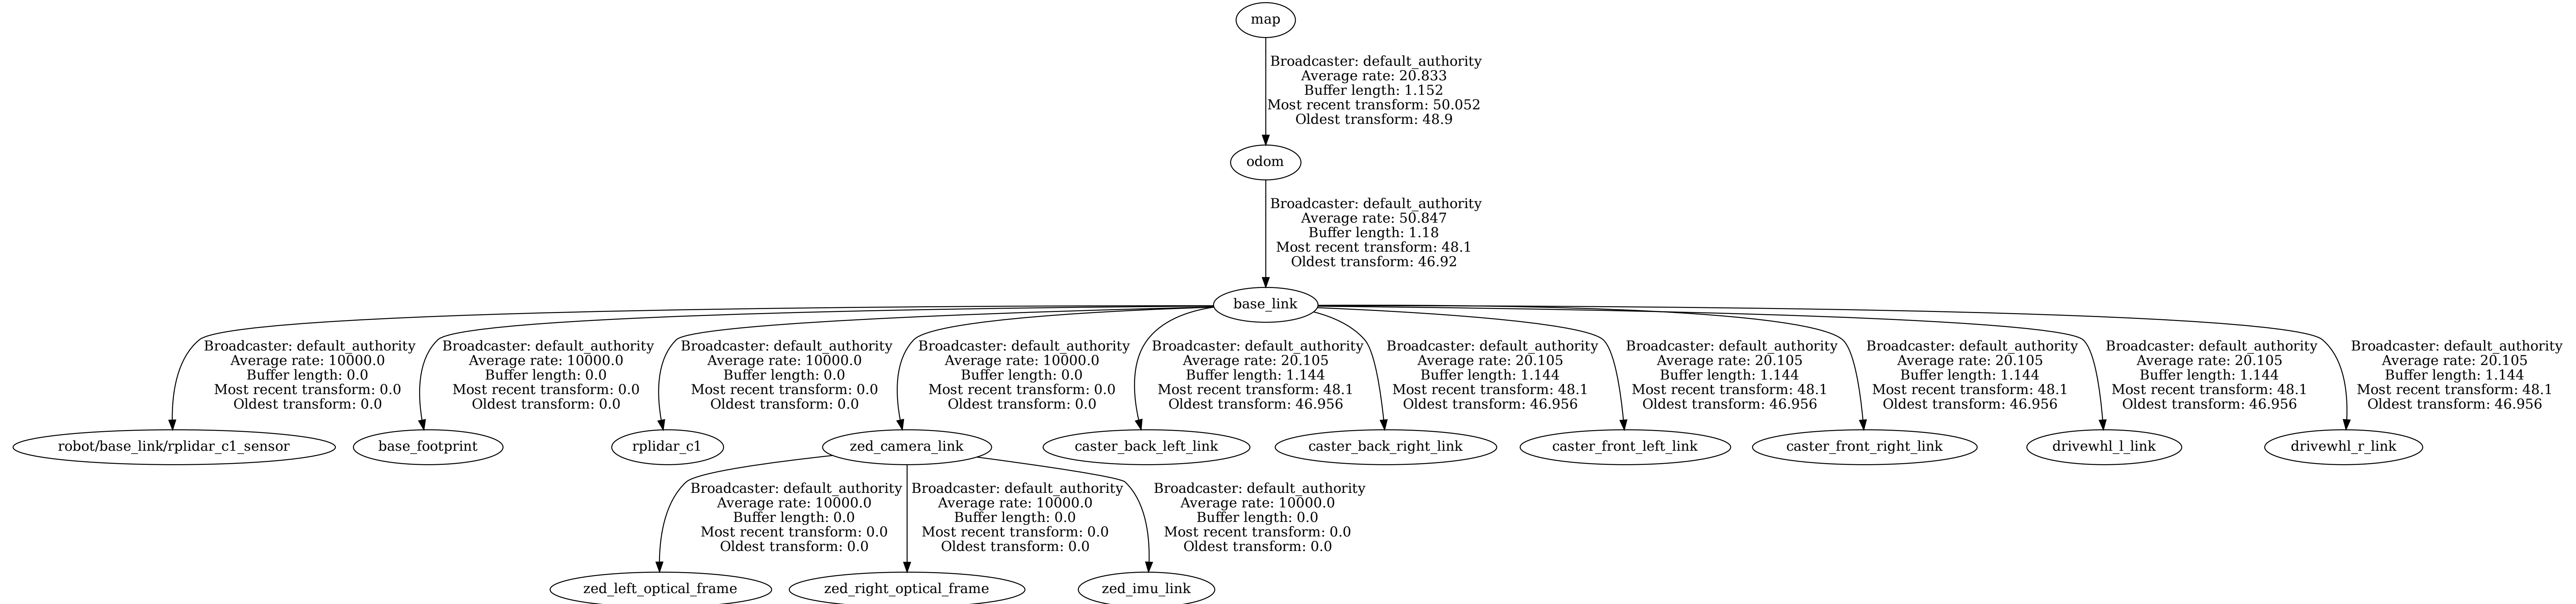 map
Broadcaster: default_authority
Average rate: 20.833
Buffer length: 1.152
Most recent transform: 50.052
Oldest transform: 48.9
odom
Broadcaster: default_authority
Average rate: 50.847
Buffer length: 1.18
Most recent transform: 48.1
Oldest transform: 46.92
base_link
Broadcaster: default_authority
Average rate: 10000.0
Buffer length: 0.0
Most recent transform: 0.0
Oldest transform: 0.0
Broadcaster: default_authority
Average rate: 10000.0
Buffer length: 0.0
Most recent transform: 0.0
Oldest transform: 0.0
Broadcaster: default_authority
Average rate: 10000.0
Buffer length: 0.0
Most recent transform: 0.0
Oldest transform: 0.0
Broadcaster: default_authority
Average rate: 10000.0
Buffer length: 0.0
Most recent transform: 0.0
Oldest transform: 0.0
Broadcaster: default_authority
Average rate: 20.105
Buffer length: 1.144
Most recent transform: 48.1
Oldest transform: 46.956
Broadcaster: default_authority
Average rate: 20.105
Buffer length: 1.144
Most recent transform: 48.1
Oldest transform: 46.956
Broadcaster: default_authority
Average rate: 20.105
Buffer length: 1.144
Most recent transform: 48.1
Oldest transform: 46.956
Broadcaster: default_authority
Average rate: 20.105
Buffer length: 1.144
Most recent transform: 48.1
Oldest transform: 46.956
Broadcaster: default_authority
Average rate: 20.105
Buffer length: 1.144
Most recent transform: 48.1
Oldest transform: 46.956
Broadcaster: default_authority
Average rate: 20.105
Buffer length: 1.144
Most recent transform: 48.1
Oldest transform: 46.956
robot/base_link/rplidar_c1_sensor
base_footprint
rplidar_c1
zed_camera_link
caster_back_left_link
caster_back_right_link
caster_front_left_link
caster_front_right_link
drivewhl_l_link
drivewhl_r_link
Broadcaster: default_authority
Average rate: 10000.0
Buffer length: 0.0
Most recent transform: 0.0
Oldest transform: 0.0
Broadcaster: default_authority
Average rate: 10000.0
Buffer length: 0.0
Most recent transform: 0.0
Oldest transform: 0.0
Broadcaster: default_authority
Average rate: 10000.0
Buffer length: 0.0
Most recent transform: 0.0
Oldest transform: 0.0
zed_left_optical_frame
zed_right_optical_frame
zed_imu_link